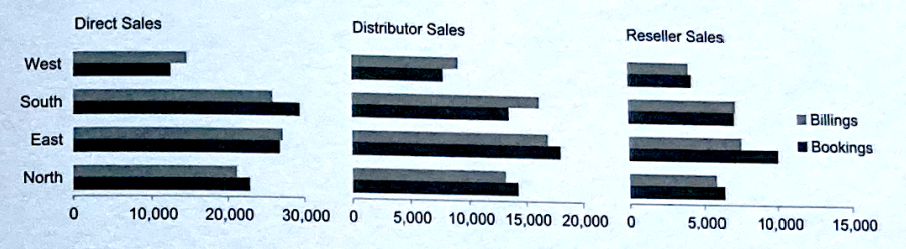 Direct Sales
Distributor Sales
Reseller Sales
West
South
East
North
Billings
Bookings
0 10,000 20,000 30,000
0 5,000 10,000 15,000 20,000
0 5,000 10,000 15,000